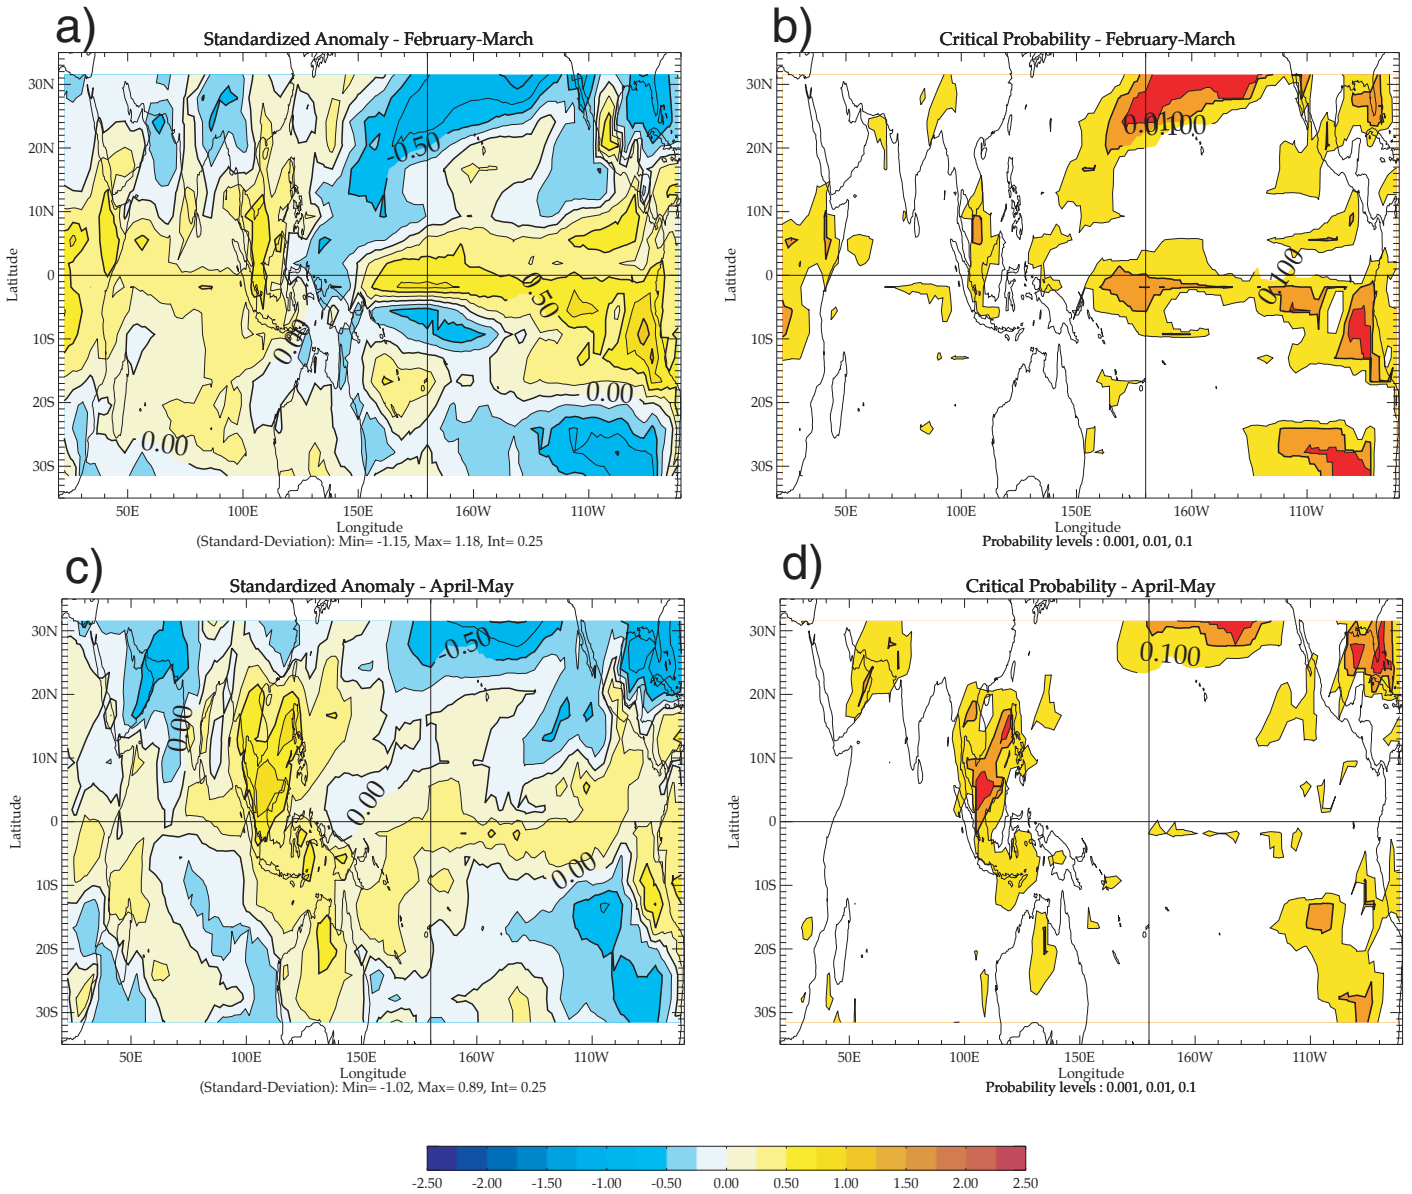 a)
Standardized Anomaly - February-March
30N
20N
10N
0
10S
20S
30S
Latitude
-0.50
0.50
0.00
0.00
0.00
50E
100E
150E
160W
110W
Longitude
(Standard-Deviation): Min= -1.15, Max= 1.18, Int= 0.25
b)
Critical Probability - February-March
30N
20N
10N
0
10S
20S
30S
Latitude
0.100
0.100
50E
100E
150E
160W
110W
Longitude
Probability levels : 0.001, 0.01, 0.1
c)
Standardized Anomaly - April-May
30N
20N
10N
0
10S
20S
30S
Latitude
-0.50
0.00
0.00
0.00
50E
100E
150E
160W
110W
Longitude
(Standard-Deviation): Min= -1.02, Max= 0.89, Int= 0.25
d)
Critical Probability - April-May
30N
20N
10N
0
10S
20S
30S
Latitude
0.100
50E
100E
150E
160W
110W
Longitude
Probability levels : 0.001, 0.01, 0.1
-2.50 -2.00 -1.50 -1.00 -0.50 0.00 0.50 1.00 1.50 2.00 2.50